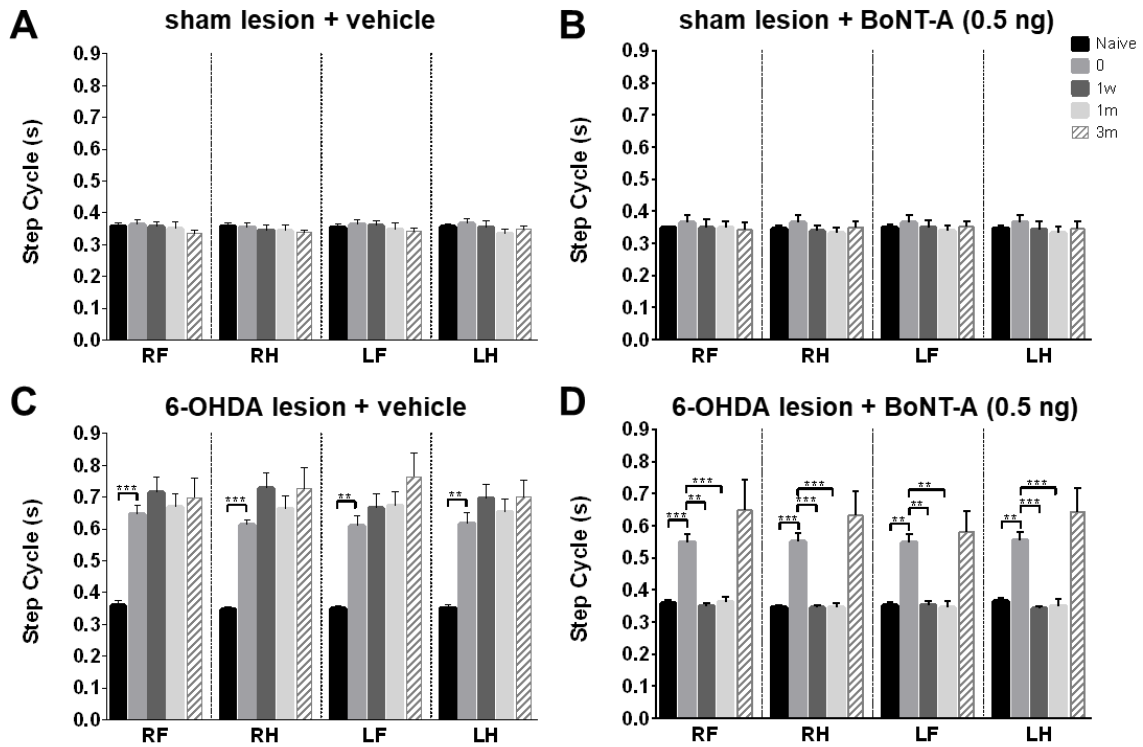 A
sham lesion + vehicle
Step Cycle (s)
0.9
0.8
0.7
0.6
0.5
0.4
0.3
0.2
0.1
0.0
RF RH LF LH
B
sham lesion + BoNT-A (0.5 ng)
Step Cycle (s)
0.9
0.8
0.7
0.6
0.5
0.4
0.3
0.2
0.1
0.0
RF RH LF LH
Naive
0
1w
1m
3m
C
6-OHDA lesion + vehicle
Step Cycle (s)
0.9
0.8
0.7
0.6
0.5
0.4
0.3
0.2
0.1
0.0
*** *** ** **
RF RH LF LH
D
6-OHDA lesion + BoNT-A (0.5 ng)
Step Cycle (s)
0.9
0.8
0.7
0.6
0.5
0.4
0.3
0.2
0.1
0.0
*** *** ** ***
** *** ** ***
*** *** ** **
RF RH LF LH